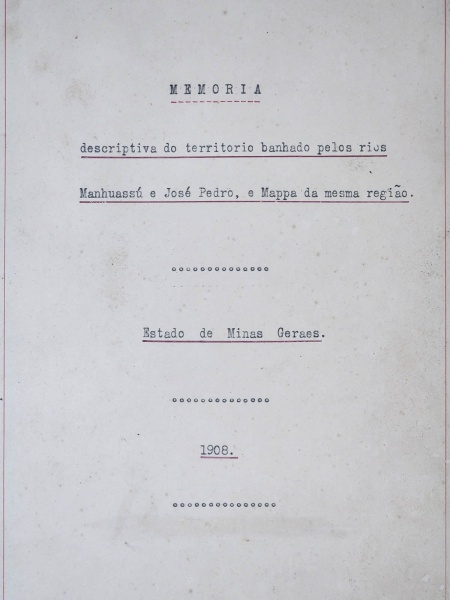 MEMORIA
descriptiva do territorio banhado pelos rios
Manhuassú e José Pedro, e Mappa da mesma região.
Estado de Minas Geraes.
1908.